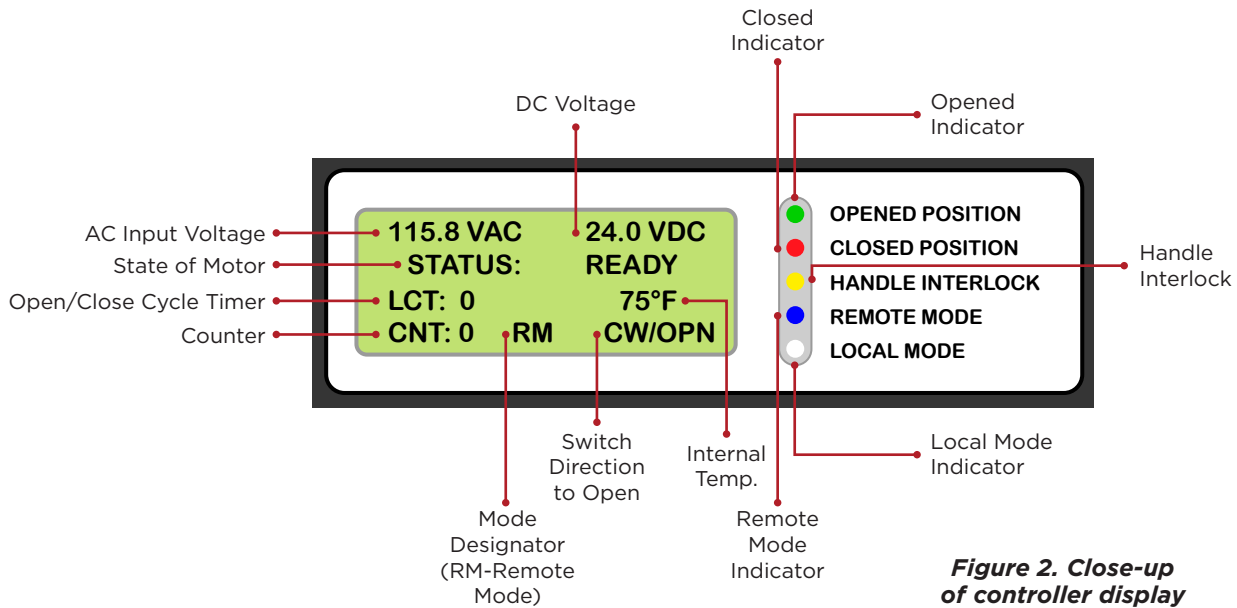 Closed
Indicator
DC Voltage
Opened
Indicator
AC Input Voltage
State of Motor
Open/Close Cycle Timer
Counter
115.8 VAC 24.0 VDC
STATUS: READY
LCT: 0 75°F
CNT: 0 RM CW/OPN
OPENED POSITION
CLOSED POSITION
HANDLE INTERLOCK
REMOTE MODE
LOCAL MODE
Handle
Interlock
Mode
Designator
(RM-Remote
Mode)
Switch
Direction
to Open
Internal
Temp.
Remote
Mode
Indicator
Local Mode
Indicator
Figure 2. Close-up
of controller display